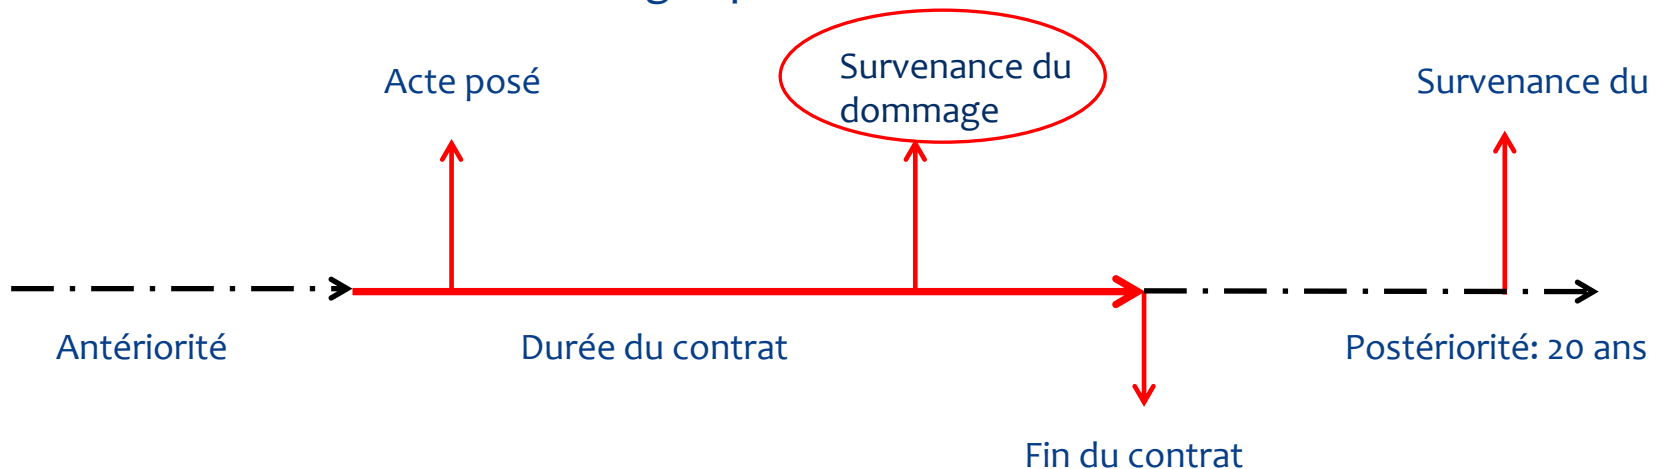 Acte posé
Survenance du
dommage
Survenance du
Antériorité
Durée du contrat
Postériorité: 20 ans
Fin du contrat